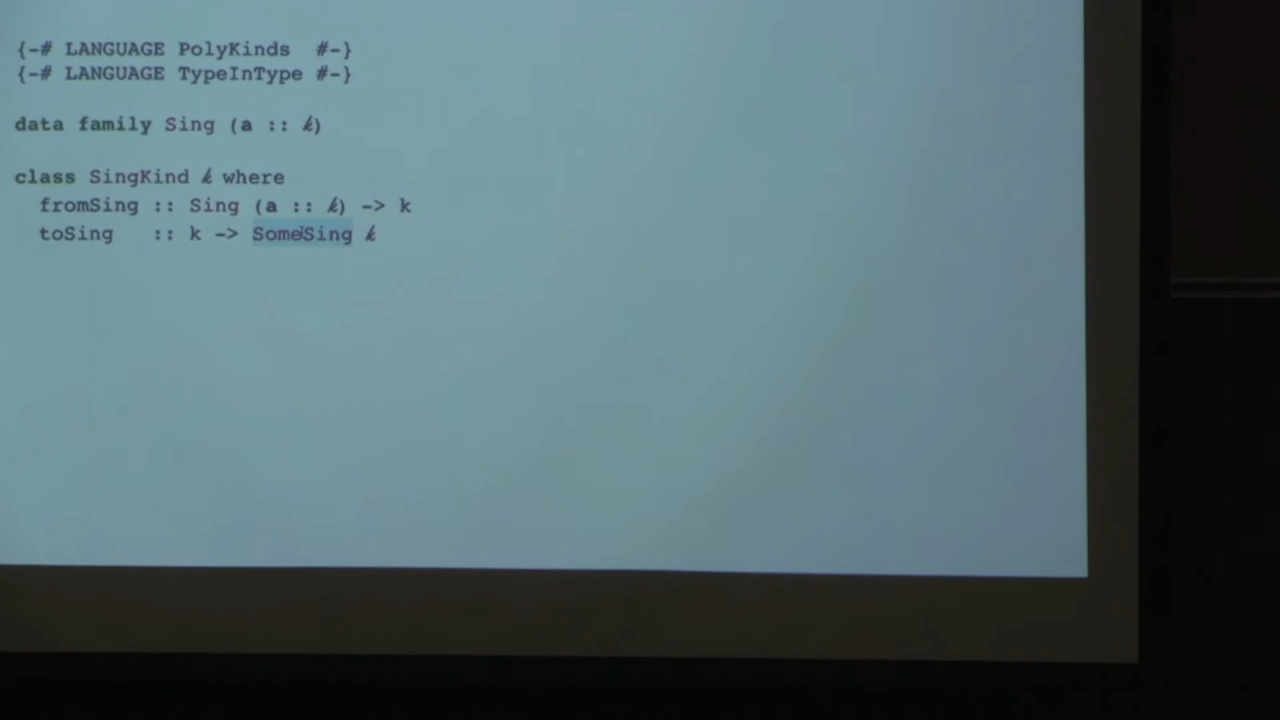 {-# LANGUAGE PolyKinds #-}
{-# LANGUAGE TypeInType #-}
data family Sing (a :: k)
class SingKind k where
fromSing :: Sing (a :: k) -> k
toSing :: k -> SomeSing k